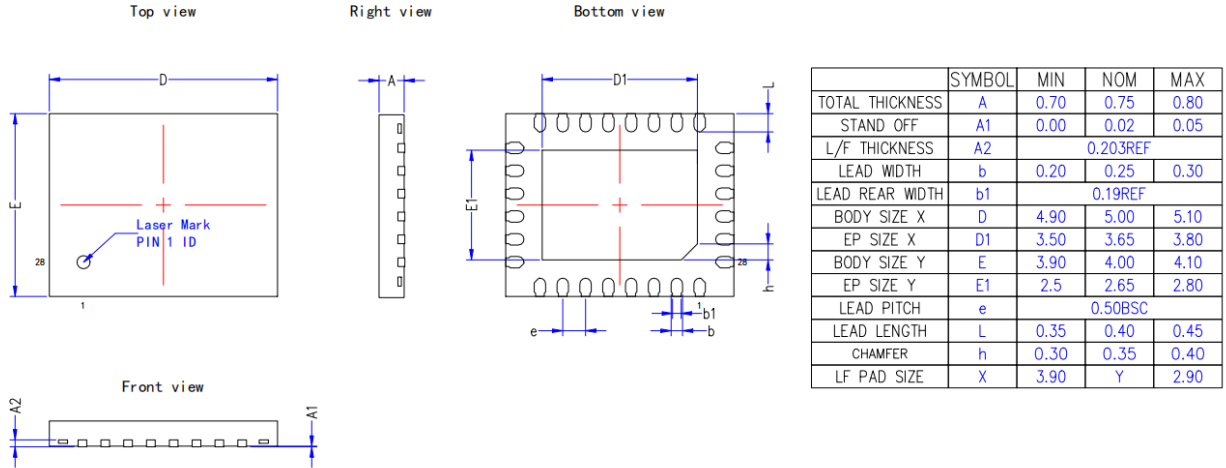 Top view
Right view
Bottom view
D
A
D1
L
E
E1
Laser Mark
PIN 1 ID
28
28
h
1
1
b1
e
b
Front view
A2
A1
SYMBOL MIN NOM MAX
TOTAL THICKNESS A 0.70 0.75 0.80
STAND OFF A1 0.00 0.02 0.05
L/F THICKNESS A2 0.203REF
LEAD WIDTH b 0.20 0.25 0.30
LEAD REAR WIDTH b1 0.19REF
BODY SIZE X D 4.90 5.00 5.10
EP SIZE X D1 3.50 3.65 3.80
BODY SIZE Y E 3.90 4.00 4.10
EP SIZE Y E1 2.5 2.65 2.80
LEAD PITCH e 0.50BSC
LEAD LENGTH L 0.35 0.40 0.45
CHAMFER h 0.30 0.35 0.40
LF PAD SIZE X 3.90 Y 2.90